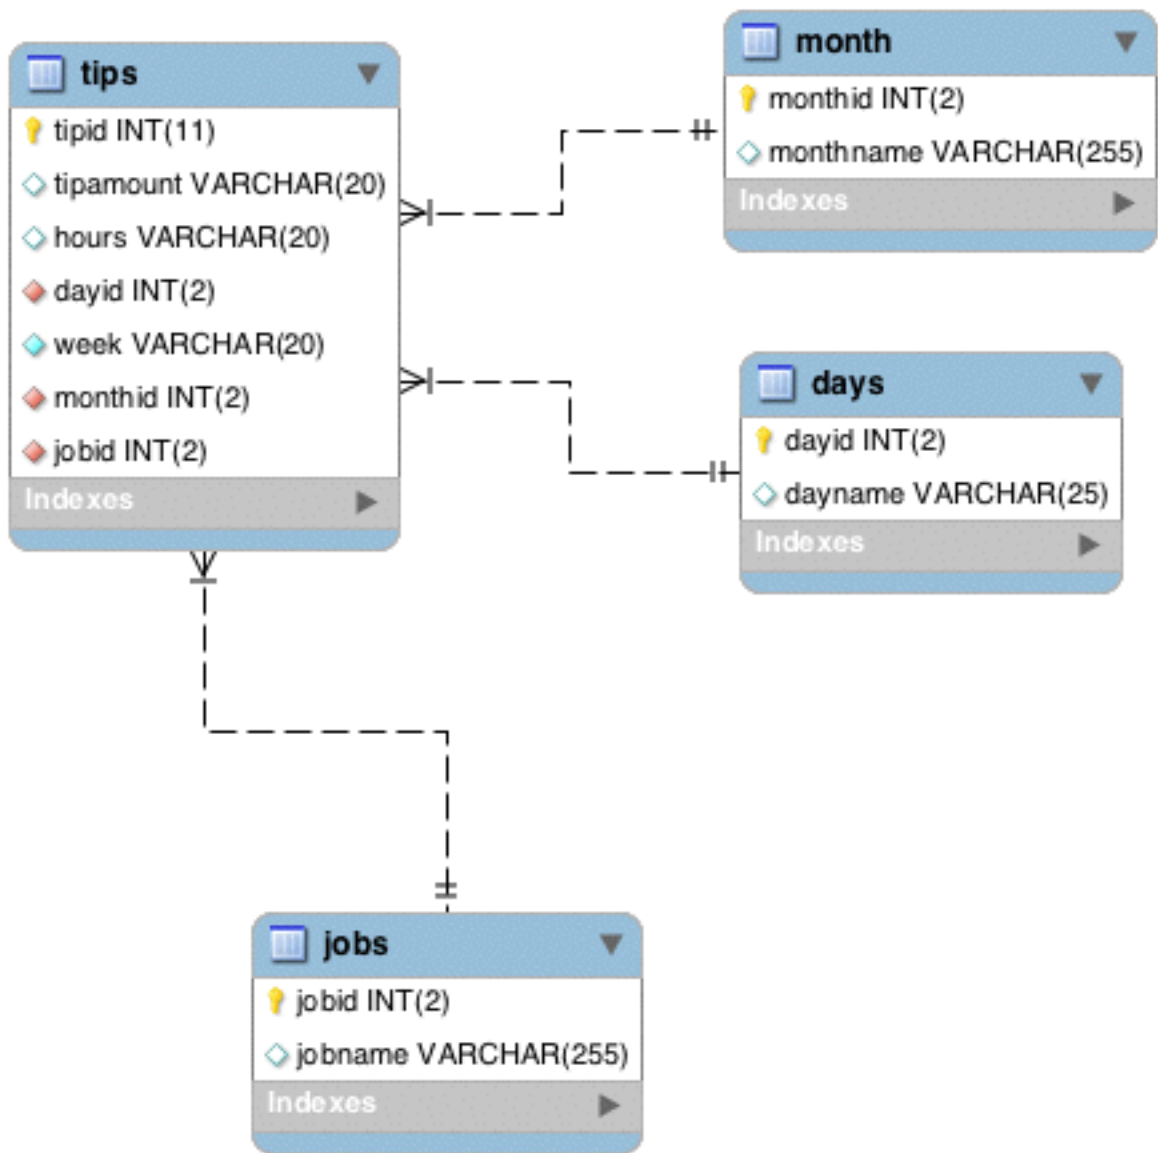 tips
tipid INT(11)
tipamount VARCHAR(20)
hours VARCHAR(20)
dayid INT(2)
week VARCHAR(20)
monthid INT(2)
jobid INT(2)
Indexes
month
monthid INT(2)
monthname VARCHAR(255)
Indexes
days
dayid INT(2)
dayname VARCHAR(25)
Indexes
jobs
jobid INT(2)
jobname VARCHAR(255)
Indexes